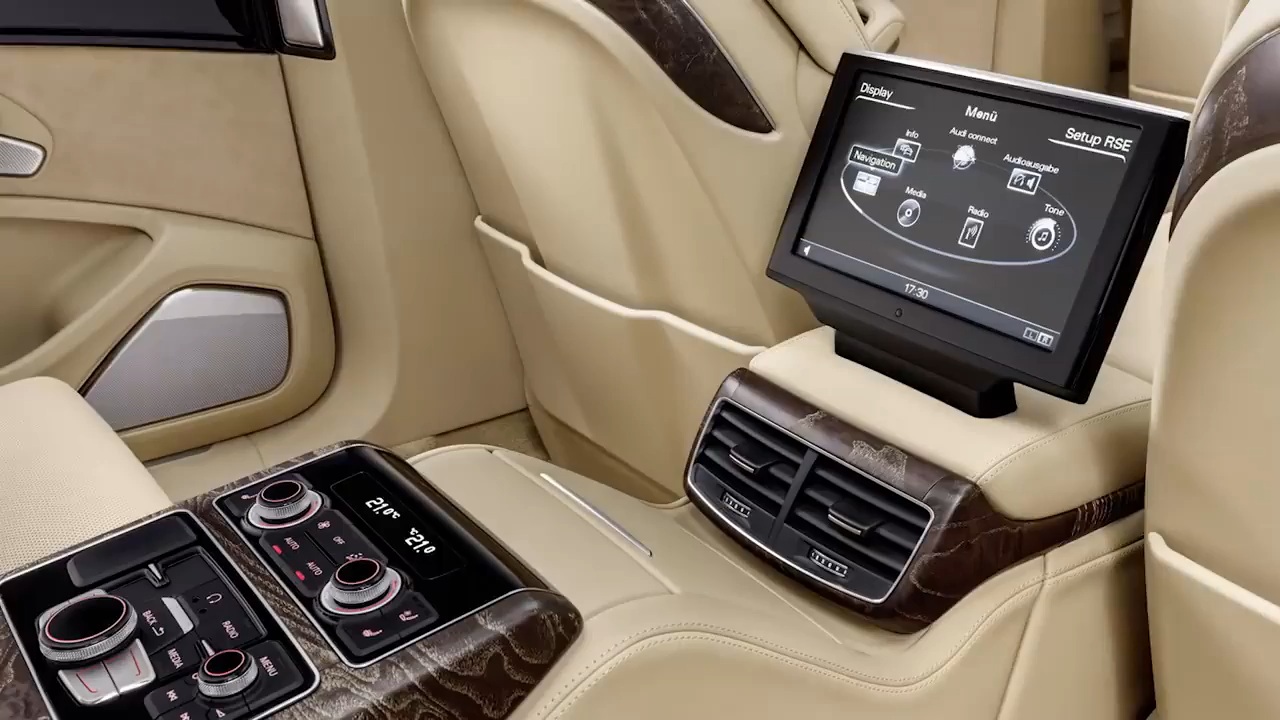 Display
Menü
Setup RSE
Info
Audi connect
Audioausgabe
Navigation
Media
Radio
Tone
17:30
L R
21.0°C
°C21.0
AUTO
OFF
AUTO
BACK
RADIO
MEDIA
MENU